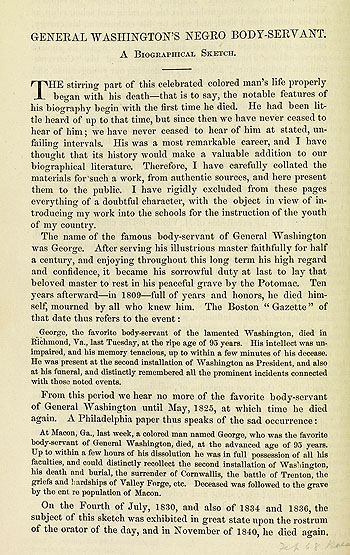 GENERAL WASHINGTON'S NEGRO BODY-SERVANT.
A Biographical Sketch.
THE stirring part of this celebrated colored man's life properly
began with his death—that is to say, the notable features of
his biography begin with the first time he died. He had been lit-
tle heard of up to that time, but since then we have never ceased to
hear of him; we have never ceased to hear of him at stated, un-
failing intervals. His was a most remarkable career, and I have
thought that its history would make a valuable addition to our
biographical literature. Therefore, I have carefully collated the
materials for such a work, from authentic sources, and here present
them to the public. I have rigidly excluded from these pages
everything of a doubtful character, with the object in view of in-
troducing my work into the schools for the instruction of the youth
of my country.
The name of the famous body-servant of General Washington
was George. After serving his illustrious master faithfully for half
a century, and enjoying throughout this long term his high regard
and confidence, it became his sorrowful duty at last to lay that
beloved master to rest in his peaceful grave by the Potomac. Ten
years afterward—in 1809—full of years and honors, he died him-
self, mourned by all who knew him. The Boston "Gazette" of
that date thus refers to the event:
George, the favorite body-servant of the lamented Washington, died in
Richmond, Va., last Tuesday, at the ripe age of 95 years. His intellect was un-
impaired, and his memory tenacious, up to within a few minutes of his decease.
He was present at the second installation of Washington as President, and also
at his funeral, and distinctly remembered all the prominent incidents connected
with those noted events.
From this period we hear no more of the favorite body-servant
of General Washington until May, 1825, at which time he died
again. A Philadelphia paper thus speaks of the sad occurrence:
At Macon, Ga., last week, a colored man named George, who was the favorite
body-servant of General Washington, died, at the advanced age of 95 years.
Up to within a few hours of his dissolution he was in full possession of all his
faculties, and could distinctly recollect the second installation of Washington,
his death and burial, the surrender of Cornwallis, the battle of Trenton, the
griefs and hardships of Valley Forge, etc. Deceased was followed to the grave
by the ent re population of Macon.
On the Fourth of July, 1830, and also of 1834 and 1836, the
subject of this sketch was exhibited in great state upon the rostrum
of the orator of the day, and in November of 1840, he died again.